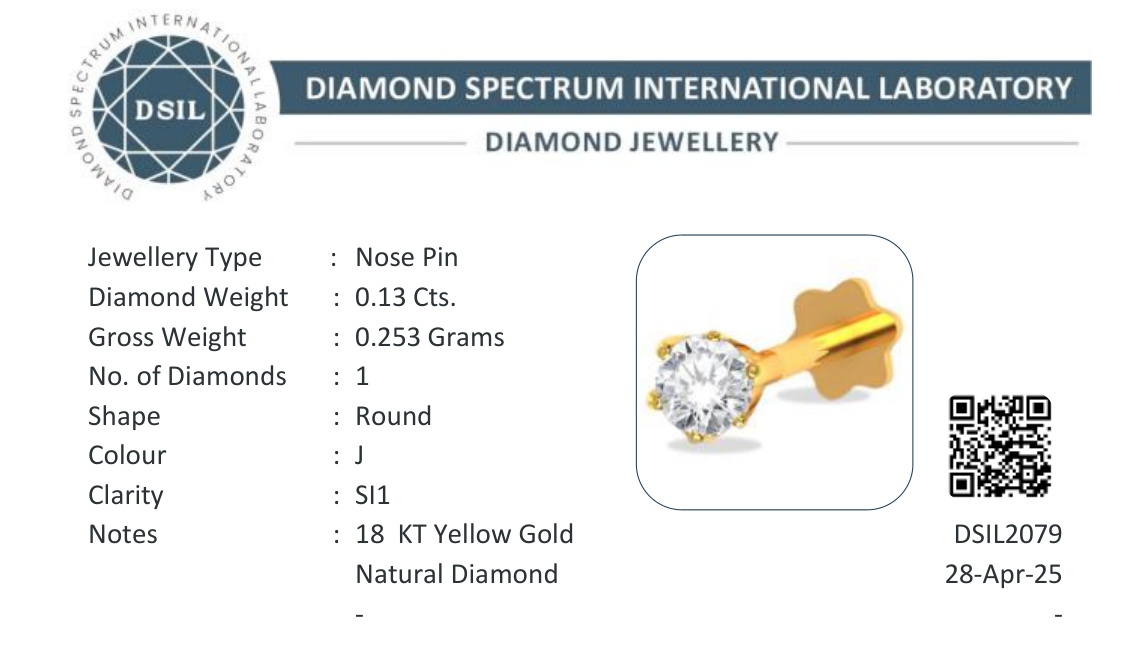 DIAMOND SPECTRUM INTERNATIONAL LABORATORY
DSIL
DIAMOND SPECTRUM INTERNATIONAL LABORATORY
DIAMOND JEWELLERY
Jewellery Type : Nose Pin
Diamond Weight : 0.13 Cts.
Gross Weight : 0.253 Grams
No. of Diamonds : 1
Shape : Round
Colour : J
Clarity : SI1
Notes : 18 KT Yellow Gold
Natural Diamond
-
DSIL2079
28-Apr-25
-